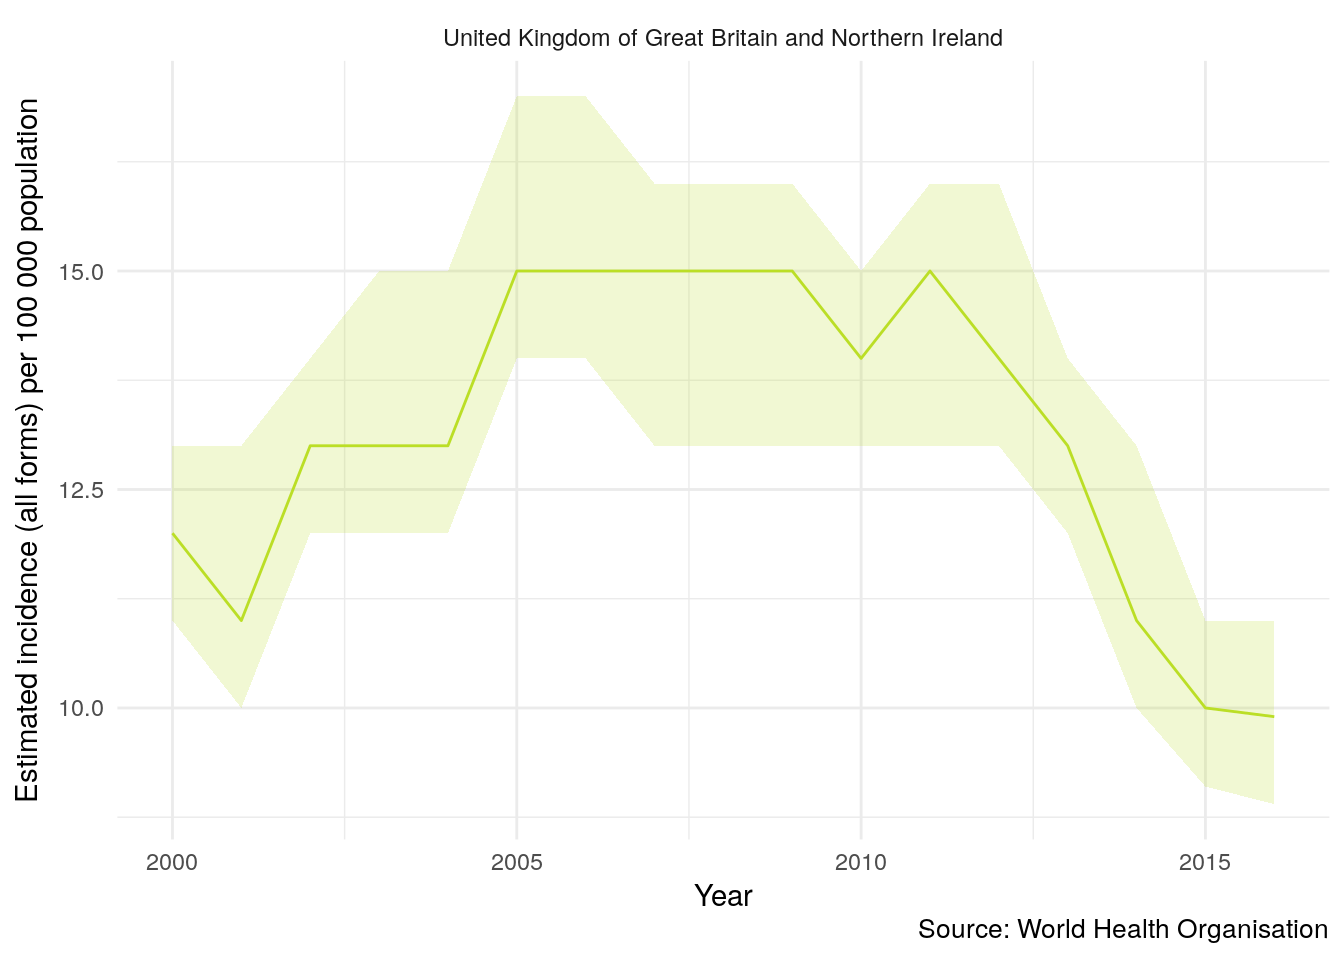 United Kingdom of Great Britain and Northern Ireland
Estimated incidence (all forms) per 100 000 population
15.0
12.5
10.0
2000 2005 2010 2015
Year
Source: World Health Organisation